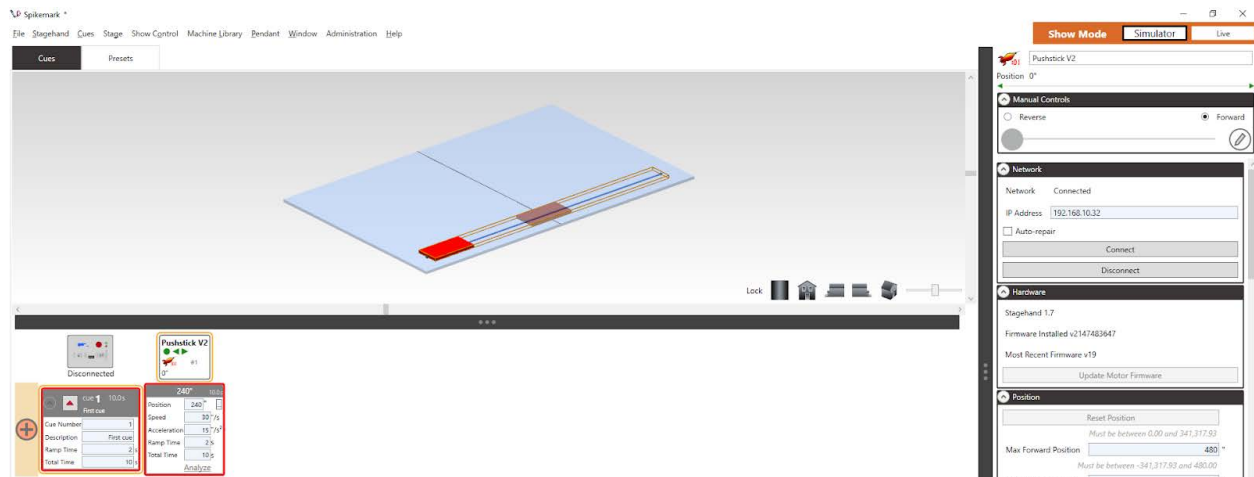 Spikemark *
File Stagehand Cues Stage Show Control Machine Library Pendant Window Administration Help
Show Mode Simulator Live
Cues Presets
Pushstick V2
Position 0"
Manual Controls
Reverse Forward
Network
Network Connected
IP Address 192.168.10.32
Auto-repair
Connect
Disconnect
Lock
Hardware
Stagehand 1.7
Firmware Installed v2147483647
Most Recent Firmware v19
Update Motor Firmware
Position
Reset Position
Must be between 0.00 and 341,317.93
Max Forward Position 480 "
Must be between -341,317.93 and 480.00
Disconnected
Pushstick V2
#1
0"
cue 1 10.0s
First cue
Cue Number 1
Description First cue
Ramp Time 2 s
Total Time 10 s
240" 10.0s
Position 240 "
Speed 30 "/s
Acceleration 15 "/s²
Ramp Time 2 s
Total Time 10 s
Analyze